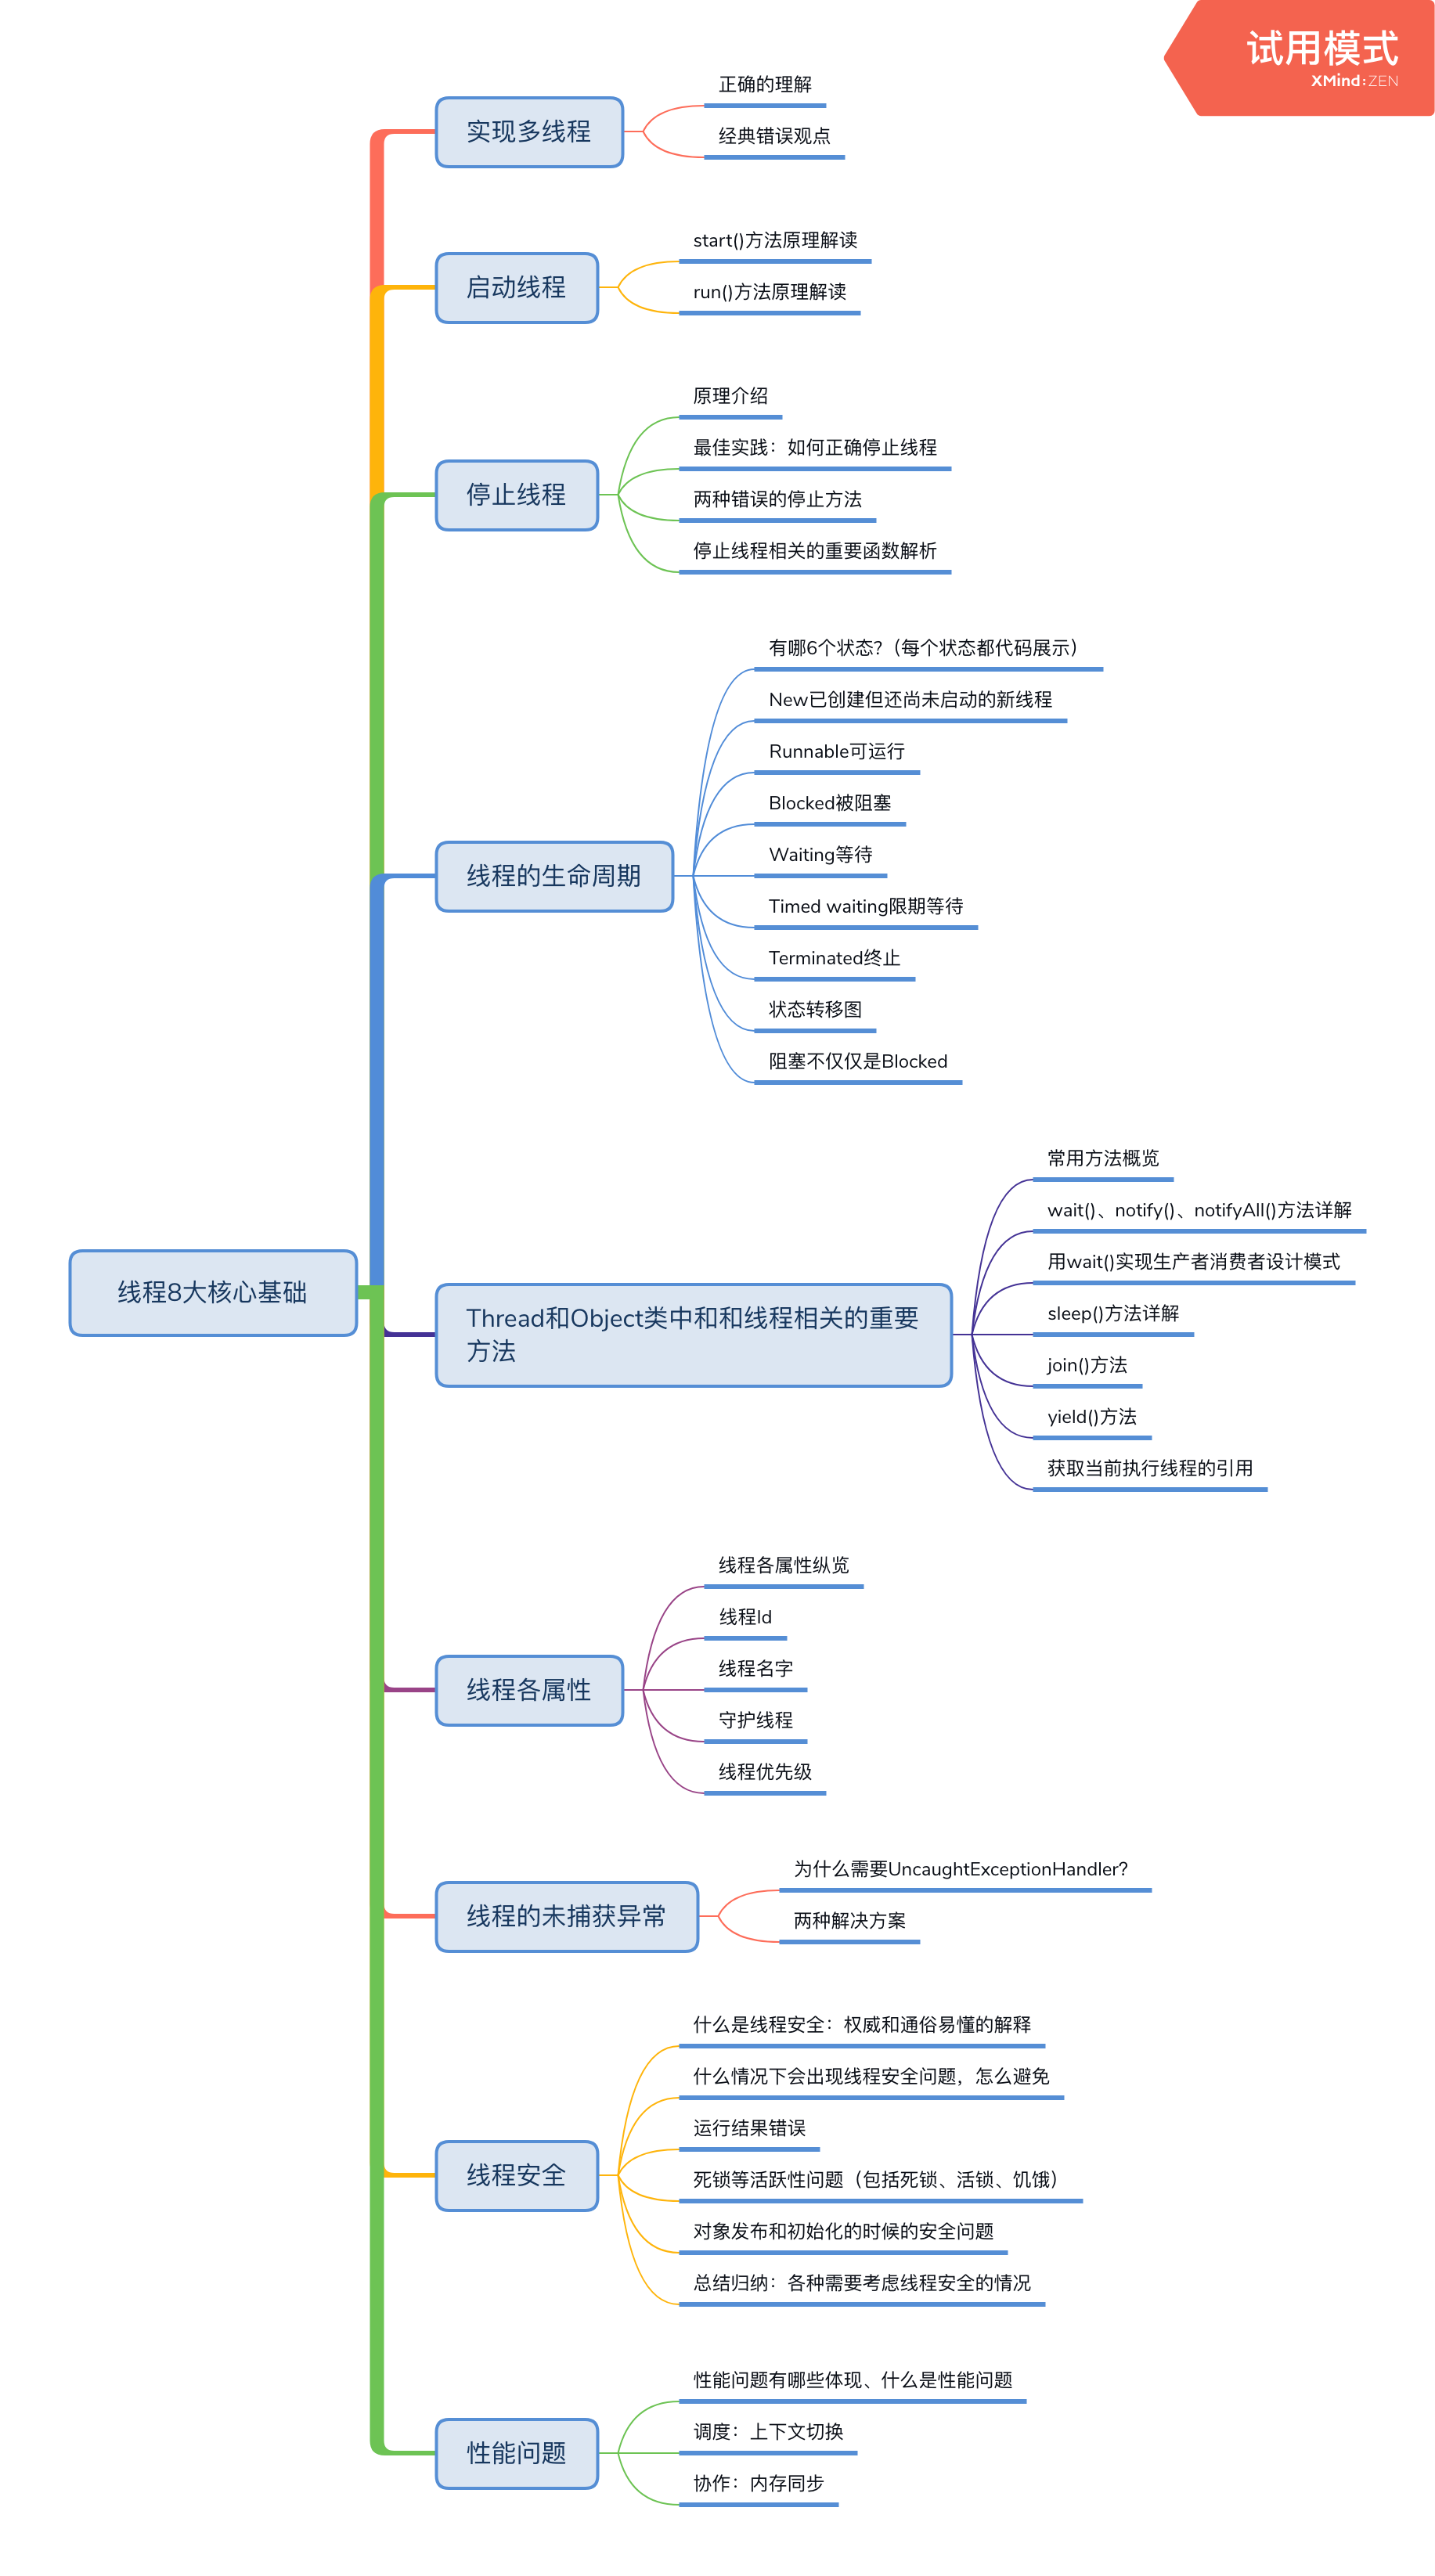 试用模式
XMind:ZEN
线程8大核心基础
实现多线程
正确的理解
经典错误观点
启动线程
start()方法原理解读
run()方法原理解读
停止线程
原理介绍
最佳实践：如何正确停止线程
两种错误的停止方法
停止线程相关的重要函数解析
线程的生命周期
有哪6个状态？（每个状态都代码展示）
New已创建但还尚未启动的新线程
Runnable可运行
Blocked被阻塞
Waiting等待
Timed waiting限期等待
Terminated终止
状态转移图
阻塞不仅仅是Blocked
Thread和Object类中和和线程相关的重要
方法
常用方法概览
wait()、notify()、notifyAll()方法详解
用wait()实现生产者消费者设计模式
sleep()方法详解
join()方法
yield()方法
获取当前执行线程的引用
线程各属性
线程各属性纵览
线程Id
线程名字
守护线程
线程优先级
线程的未捕获异常
为什么需要UncaughtExceptionHandler？
两种解决方案
线程安全
什么是线程安全：权威和通俗易懂的解释
什么情况下会出现线程安全问题，怎么避免
运行结果错误
死锁等活跃性问题（包括死锁、活锁、饥饿）
对象发布和初始化的时候的安全问题
总结归纳：各种需要考虑线程安全的情况
性能问题
性能问题有哪些体现、什么是性能问题
调度：上下文切换
协作：内存同步